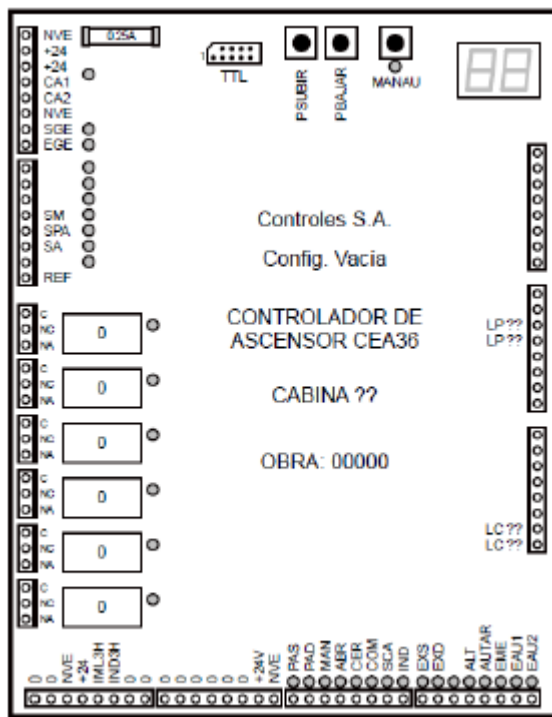 NVE
+24
+24
CA1
CA2
NVE
SGE
EGE
0.25A
1
TTL
PSUBIR
PBAJAR
MANAU
88
SM
SPA
SA
REF
Controles S.A.
Config. Vacia
CONTROLADOR DE
ASCENSOR CEA36
CABINA ??
OBRA: 00000
LP ??
LP ??
LC ??
LC ??
C
NC
NA
0
C
NC
NA
0
C
NC
NA
0
C
NC
NA
0
C
NC
NA
0
C
NC
NA
0
0 0 NVE +24 IML3H IND3H 0 0
0 0 0 0 0 0 +24V NVE
PAS PAD MAN ABR CER COM SCA IND
EXS EXD ALT AUTAR EME EAU1 EAU2